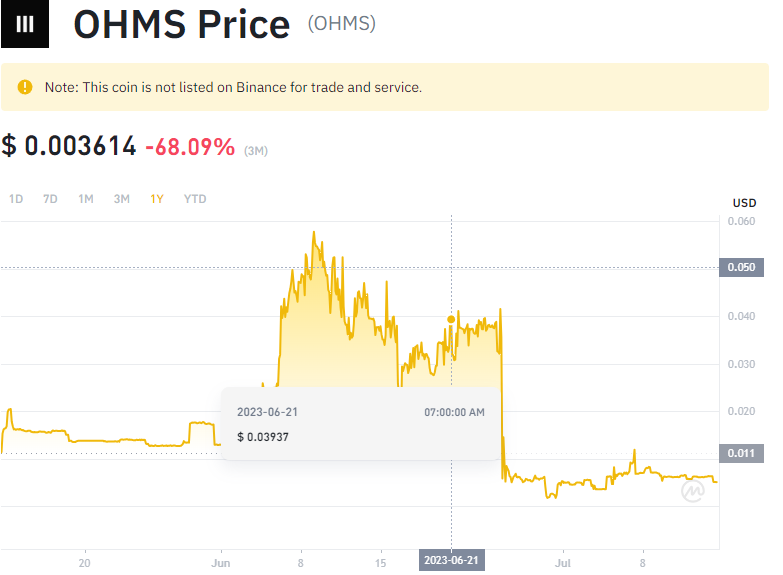 OHMS Price (OHMS)
Note: This coin is not listed on Binance for trade and service.
$ 0.003614 -68.09% (3M)
1D 7D 1M 3M 1Y YTD
USD
0.060
0.050
0.040
0.030
0.020
0.011
2023-06-21 07:00:00 AM
$ 0.03937
20 Jun 8 15 2023-06-21 Jul 8